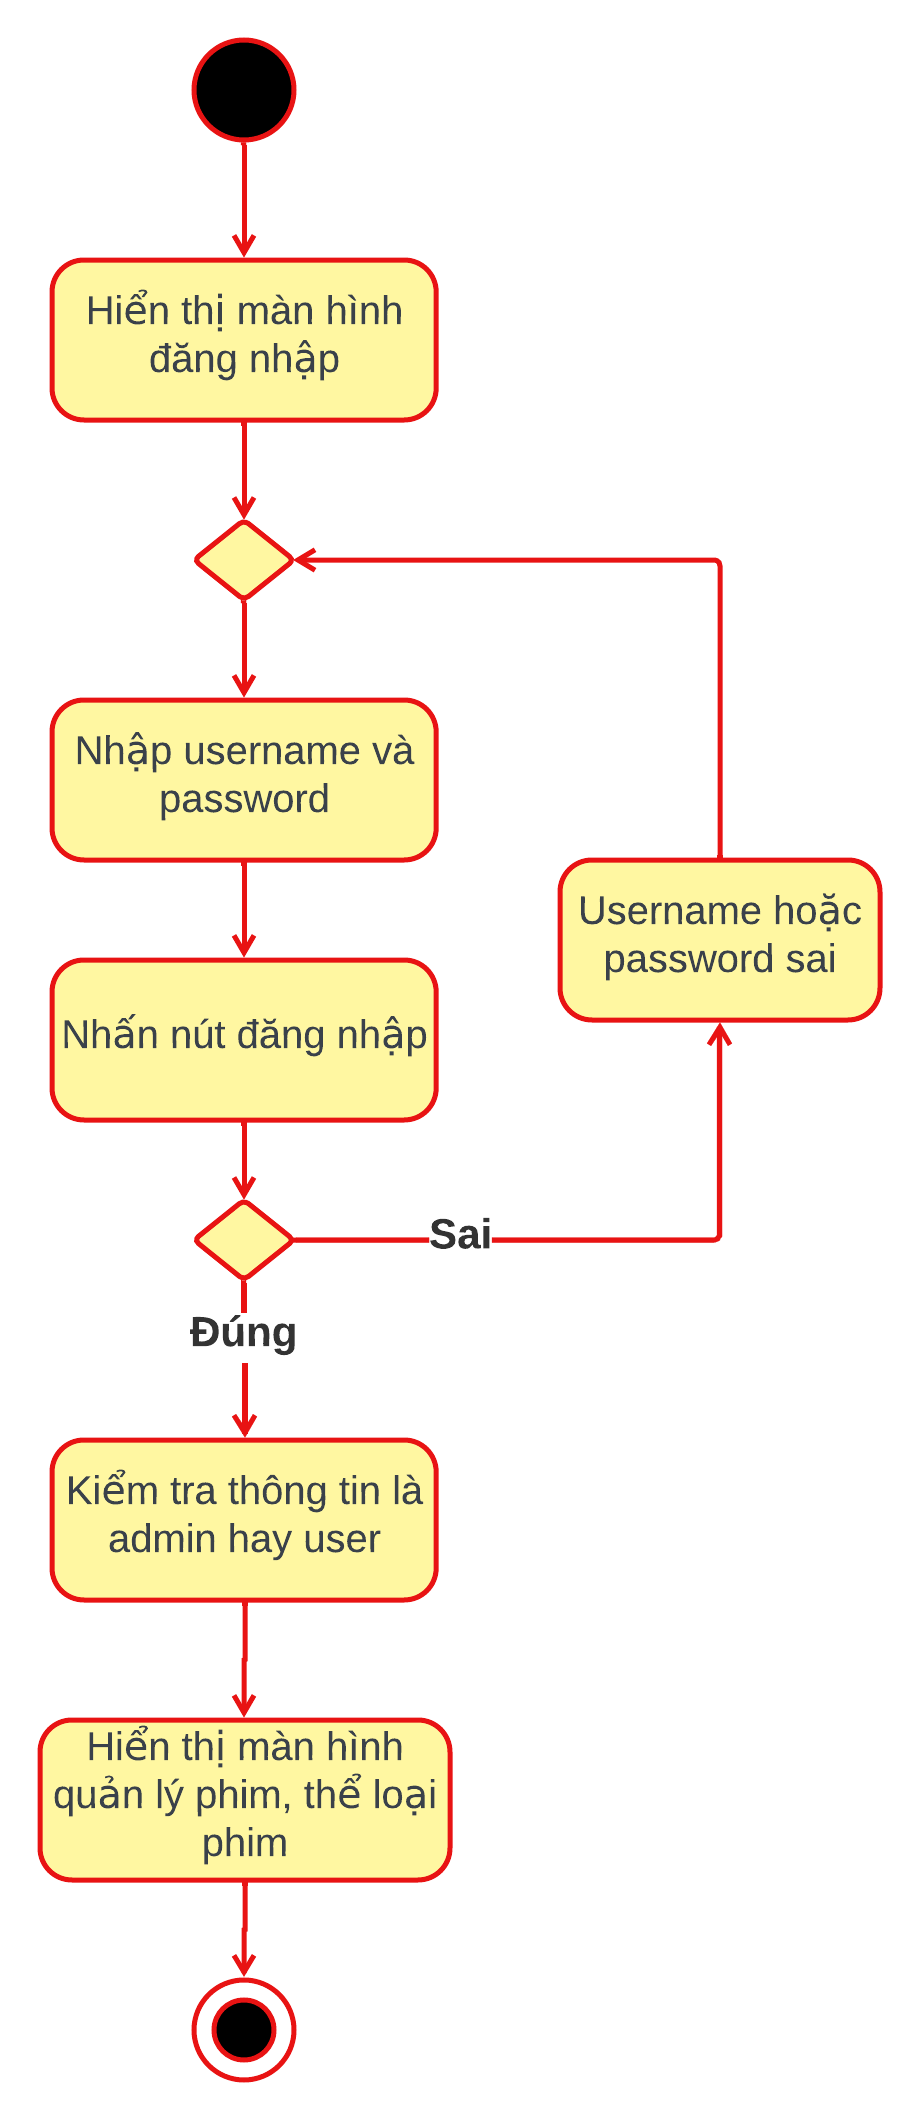 Hiển thị màn hình
đăng nhập
Nhập username và
password
Username hoặc
password sai
Nhấn nút đăng nhập
Sai
Đúng
Kiểm tra thông tin là
admin hay user
Hiển thị màn hình
quản lý phim, thể loại
phim